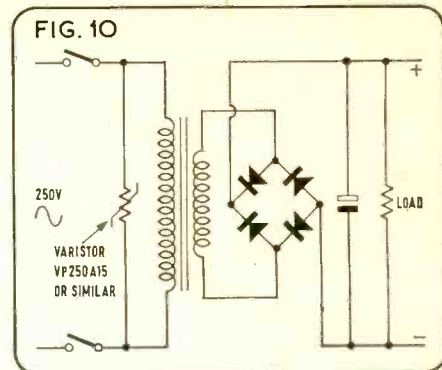 FIG. 10
+
250V
LOAD
VARISTOR
VP250A15
OR SIMILAR
−